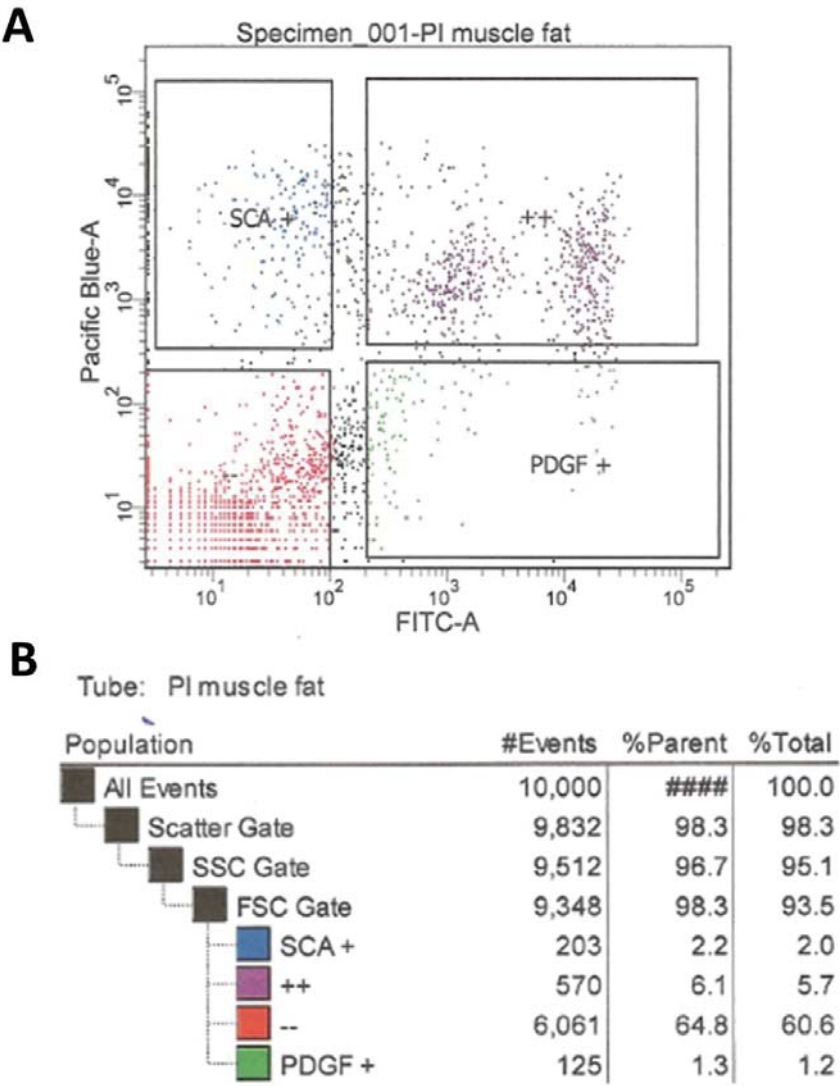 A
Specimen_001-PI muscle fat
Pacific Blue-A
10^5
10^4
10^3
10^2
10^1
SCA +
++
--
PDGF +
10^1 10^2 10^3 10^4 10^5
FITC-A
B
Tube: PI muscle fat
Population #Events %Parent %Total
All Events 10,000 #### 100.0
Scatter Gate 9,832 98.3 98.3
SSC Gate 9,512 96.7 95.1
FSC Gate 9,348 98.3 93.5
SCA + 203 2.2 2.0
++ 570 6.1 5.7
-- 6,061 64.8 60.6
PDGF + 125 1.3 1.2